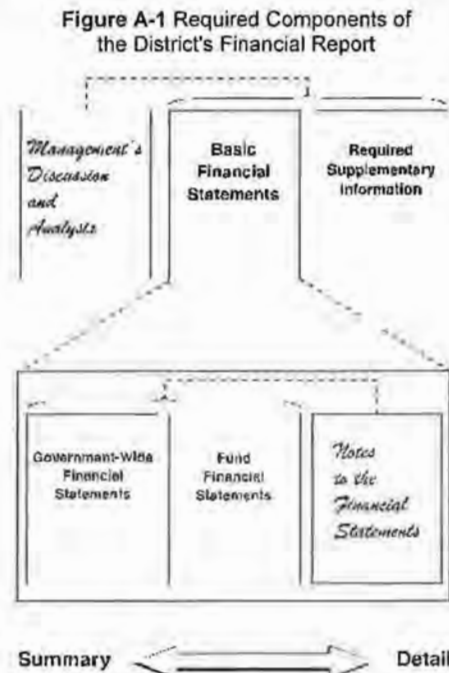 Figure A-1 Required Components of
the District's Financial Report
Management's
Discussion
and
Analysis
Basic
Financial
Statements
Required
Supplementary
Information
Government-Wide
Financial
Statements
Fund
Financial
Statements
Notes
to the
Financial
Statements
Summary
Detail